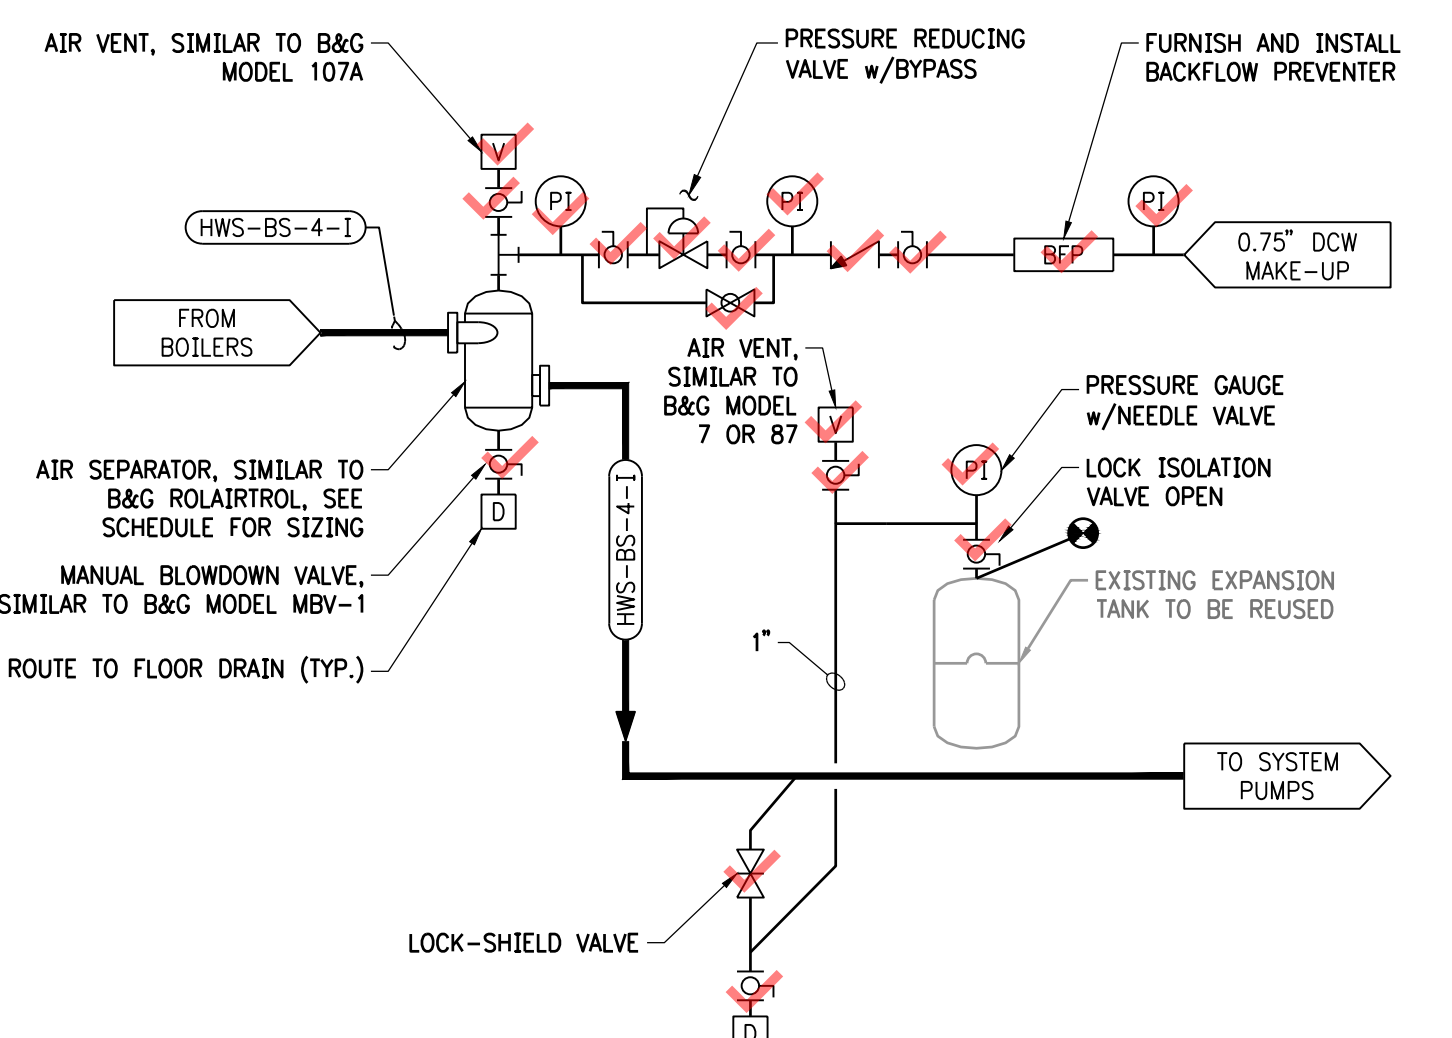 AIR VENT, SIMILAR TO B&G
MODEL 107A
PRESSURE REDUCING
VALVE w/BYPASS
FURNISH AND INSTALL
BACKFLOW PREVENTER
V
PI
PI
PI
HWS-BS-4-I
BFP
0.75" DCW
MAKE-UP
FROM
BOILERS
AIR VENT,
SIMILAR TO
B&G MODEL
7 OR 87
V
PRESSURE GAUGE
w/NEEDLE VALVE
PI
LOCK ISOLATION
VALVE OPEN
AIR SEPARATOR, SIMILAR TO
B&G ROLAIRTROL, SEE
SCHEDULE FOR SIZING
D
HWS-BS-4-I
MANUAL BLOWDOWN VALVE,
SIMILAR TO B&G MODEL MBV-1
EXISTING EXPANSION
TANK TO BE REUSED
1"
ROUTE TO FLOOR DRAIN (TYP.)
TO SYSTEM
PUMPS
LOCK-SHIELD VALVE
D